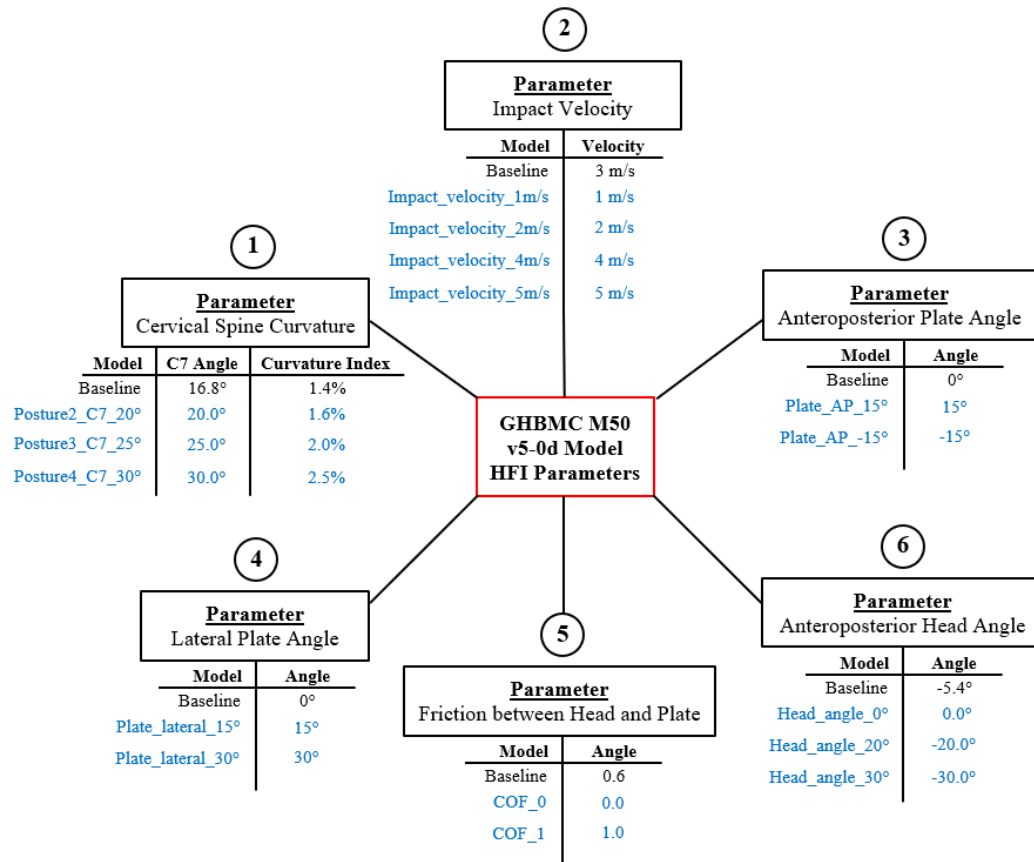 2
Parameter
Impact Velocity
Model Velocity
Baseline 3 m/s
Impact_velocity_1m/s 1 m/s
Impact_velocity_2m/s 2 m/s
Impact_velocity_4m/s 4 m/s
Impact_velocity_5m/s 5 m/s
1
Parameter
Cervical Spine Curvature
Model C7 Angle Curvature Index
Baseline 16.8° 1.4%
Posture2_C7_20° 20.0° 1.6%
Posture3_C7_25° 25.0° 2.0%
Posture4_C7_30° 30.0° 2.5%
3
Parameter
Anteroposterior Plate Angle
Model Angle
Baseline 0°
Plate_AP_15° 15°
Plate_AP_-15° -15°
GHBMC M50
v5-0d Model
HFI Parameters
4
Parameter
Lateral Plate Angle
Model Angle
Baseline 0°
Plate_lateral_15° 15°
Plate_lateral_30° 30°
5
Parameter
Friction between Head and Plate
Model Angle
Baseline 0.6
COF_0 0.0
COF_1 1.0
6
Parameter
Anteroposterior Head Angle
Model Angle
Baseline -5.4°
Head_angle_0° 0.0°
Head_angle_20° -20.0°
Head_angle_30° -30.0°